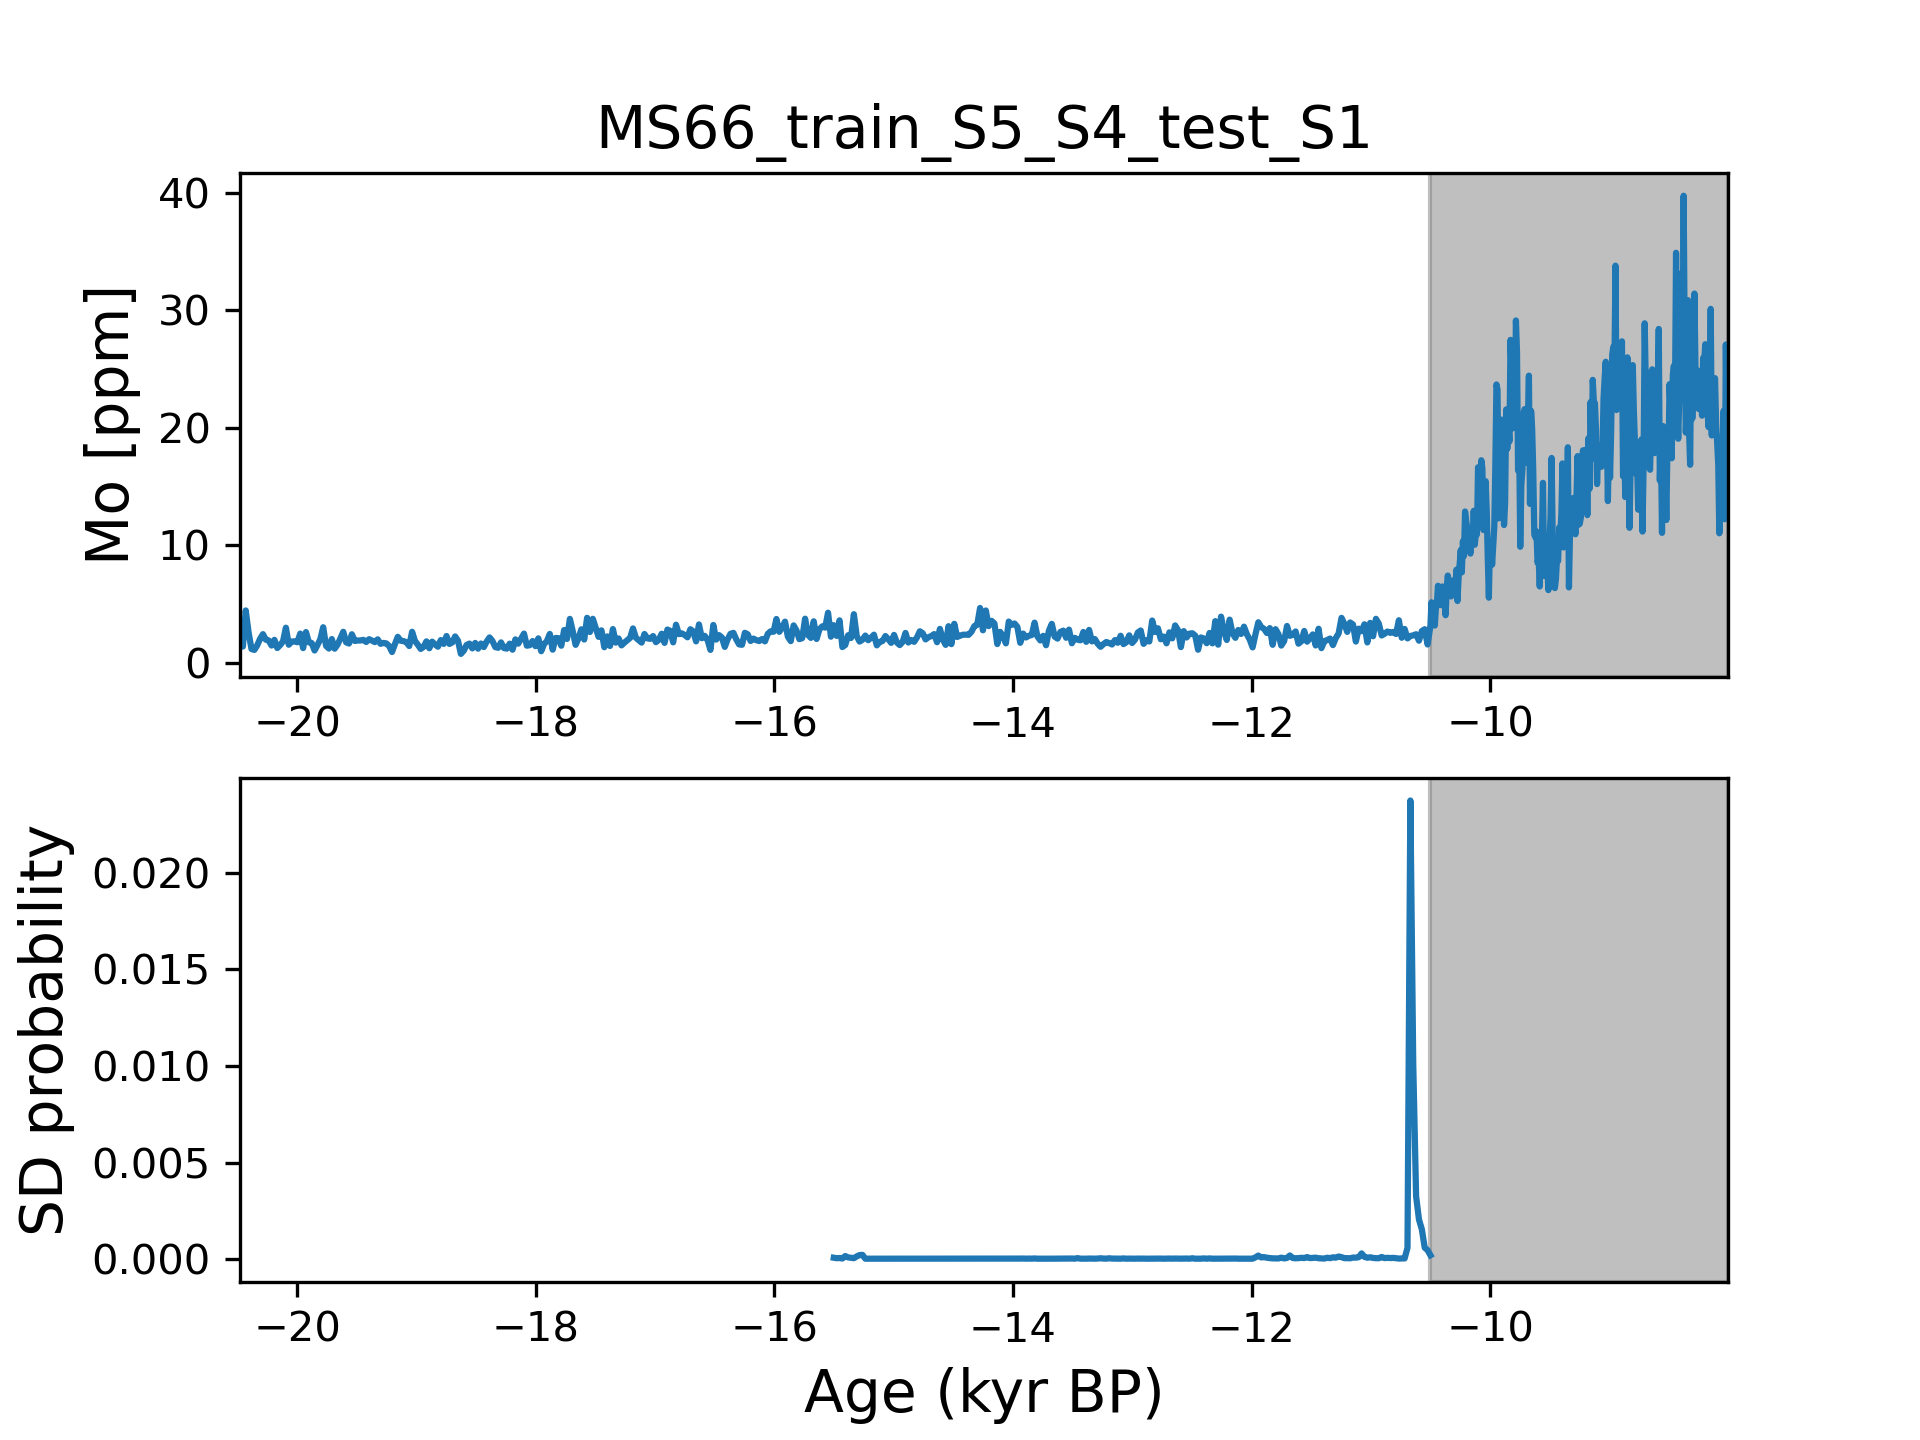 MS66_train_S5_S4_test_S1
Mo [ppm]
40
30
20
10
0
−20 −18 −16 −14 −12 −10
SD probability
0.020
0.015
0.010
0.005
0.000
−20 −18 −16 −14 −12 −10
Age (kyr BP)